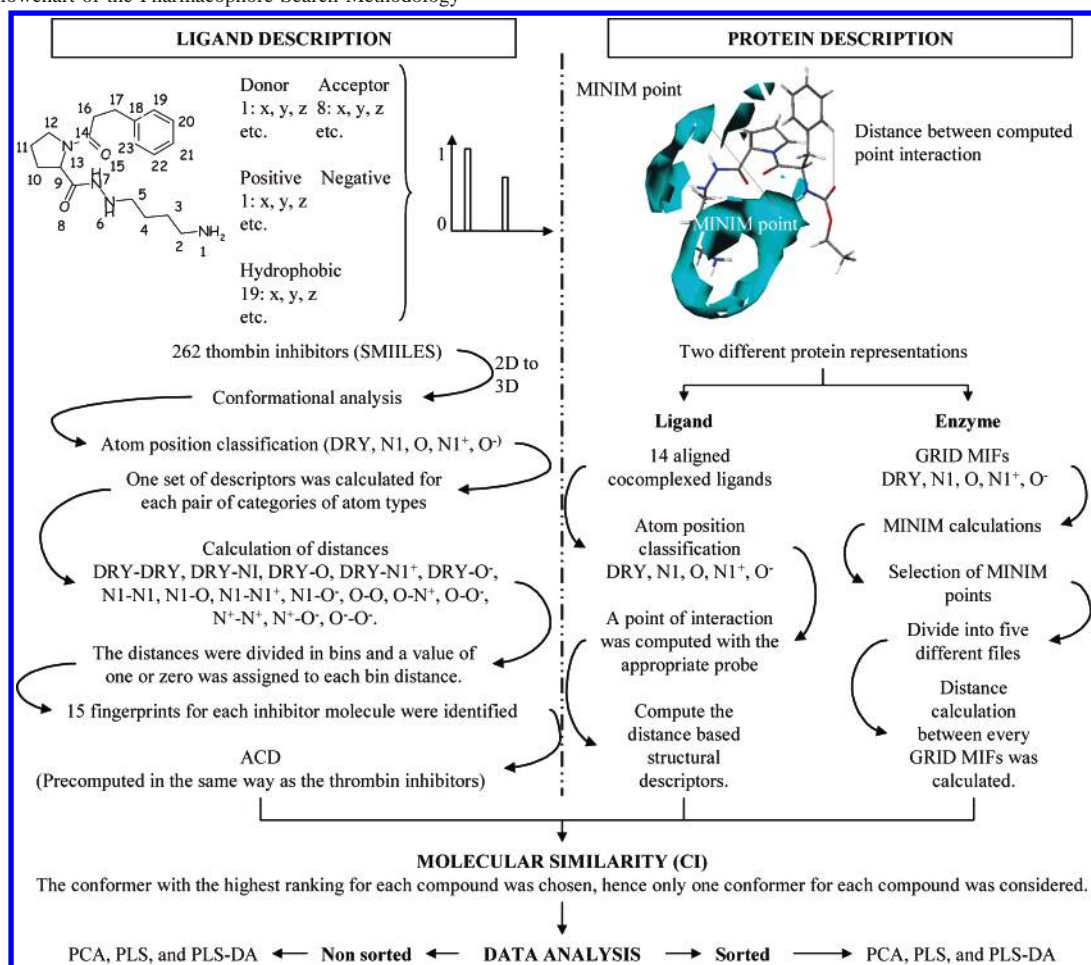 Flowchart of the Pharmacophore Search Methodology
LIGAND DESCRIPTION
16
17
18
19
20
21
22
23
12
14
11
N
O
13
15
10
9
H
N
7
O
8
N
H
6
5
4
3
2
NH2
1
Donor Acceptor
1: x, y, z 8: x, y, z
etc. etc.
Positive Negative
1: x, y, z
etc.
Hydrophobic
19: x, y, z
etc.
1
0
262 thombin inhibitors (SMIILES)
2D to
3D
Conformational analysis
Atom position classification (DRY, N1, O, N1+, O-)
One set of descriptors was calculated for
each pair of categories of atom types
Calculation of distances
DRY-DRY, DRY-NI, DRY-O, DRY-N1+, DRY-O-,
N1-N1, N1-O, N1-N1+, N1-O-, O-O, O-N+, O-O-,
N+-N+, N+-O-, O--O-.
The distances were divided in bins and a value of
one or zero was assigned to each bin distance.
15 fingerprints for each inhibitor molecule were identified
ACD
(Precomputed in the same way as the thrombin inhibitors)
PROTEIN DESCRIPTION
MINIM point
Distance between computed
point interaction
MINIM point
Two different protein representations
Ligand
14 aligned
cocomplexed ligands
Atom position
classification
DRY, N1, O, N1+, O-
A point of interaction
was computed with the
appropriate probe
Compute the
distance based
structural
descriptors.
Enzyme
GRID MIFs
DRY, N1, O, N1+, O-
MINIM calculations
Selection of MINIM
points
Divide into five
different files
Distance
calculation
between every
GRID MIFs was
calculated.
MOLECULAR SIMILARITY (CI)
The conformer with the highest ranking for each compound was chosen, hence only one conformer for each compound was considered.
PCA, PLS, and PLS-DA Non sorted DATA ANALYSIS Sorted PCA, PLS, and PLS-DA